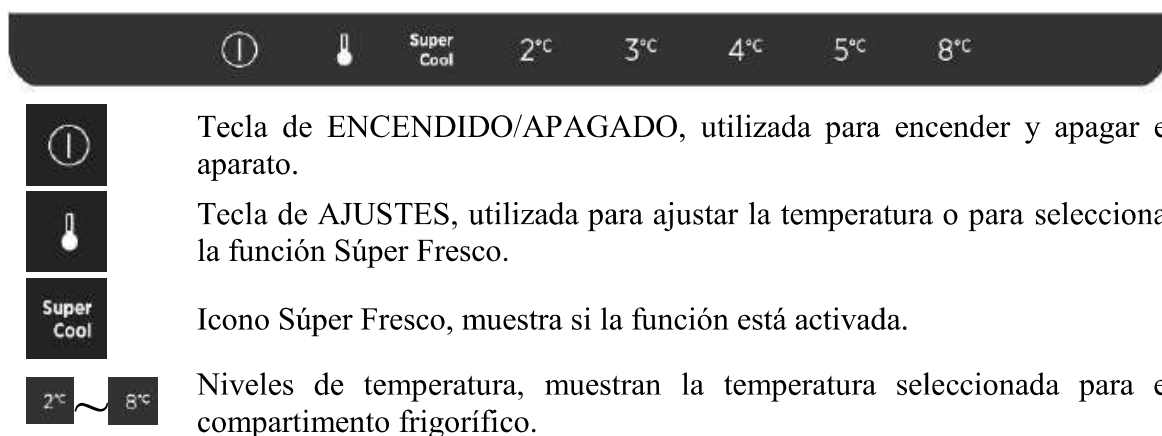 Super Cool 2°C 3°C 4°C 5°C 8°C
Tecla de ENCENDIDO/APAGADO, utilizada para encender y apagar e
aparato.
Tecla de AJUSTES, utilizada para ajustar la temperatura o para selecciona
la función Súper Fresco.
Super
Cool
Icono Súper Fresco, muestra si la función está activada.
2°C ~ 8°C
Niveles de temperatura, muestran la temperatura seleccionada para e
compartimento frigorífico.